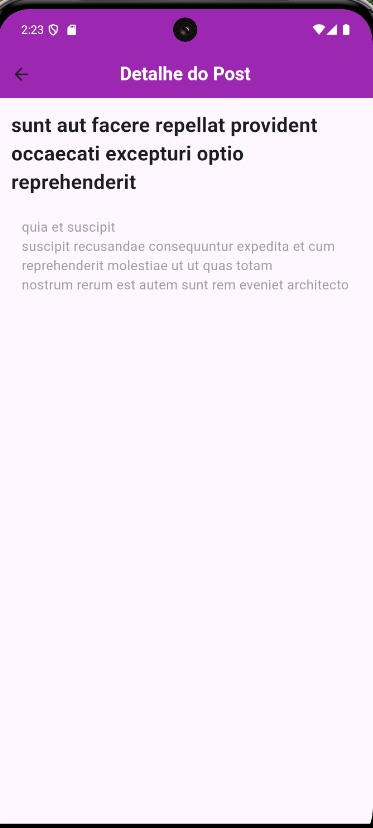 2:23
Detalhe do Post
sunt aut facere repellat provident
occaecati excepturi optio
reprehenderit
quia et suscipit
suscipit recusandae consequuntur expedita et cum
reprehenderit molestiae ut ut quas totam
nostrum rerum est autem sunt rem eveniet architecto